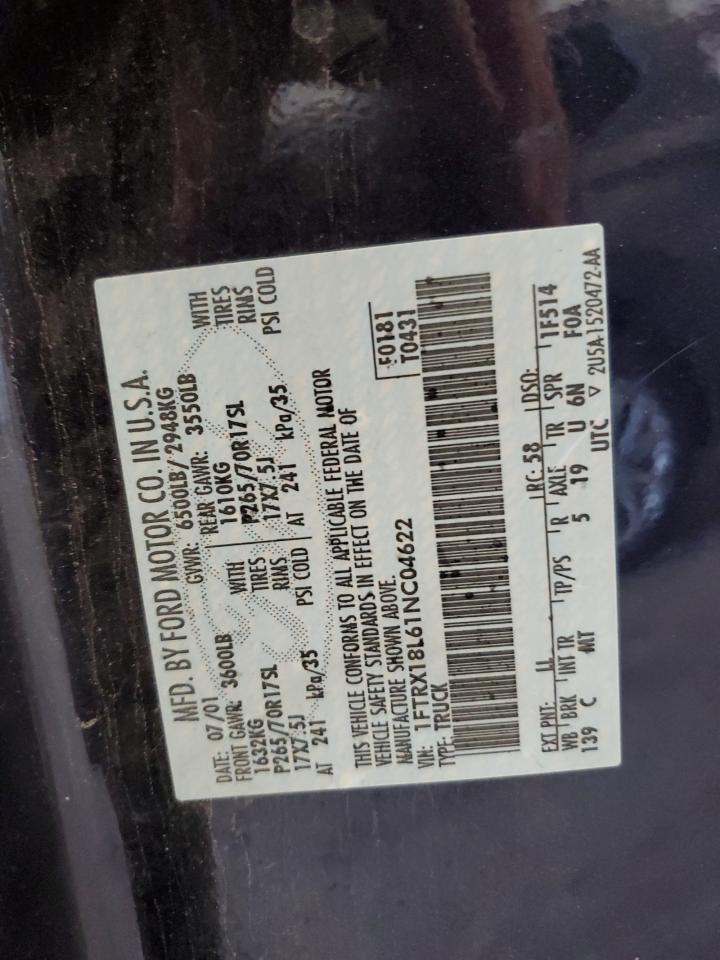 MFD. BY FORD MOTOR CO. IN U.S.A.
DATE: 07/01 GVWR: 6500LB/2948KG
FRONT GAWR: 3600LB REAR GAWR: 3550LB
1632KG WITH 1610KG WITH
P265/70R17SL TIRES P265/70R17SL TIRES
17X7.5J RIMS 17X7.5J RIMS
AT 241 kPa/35 PSI COLD AT 241 kPa/35 PSI COLD
THIS VEHICLE CONFORMS TO ALL APPLICABLE FEDERAL MOTOR
VEHICLE SAFETY STANDARDS IN EFFECT ON THE DATE OF
MANUFACTURE SHOWN ABOVE.
VIN: 1FTRX18L61NC04622 F0181
TYPE: TRUCK T0431
EXT PNT: LL RC: 58 DSO:
WB BRK INT TR TP/PS R AXLE TR SPR 1F514
139 C MT 5 19 U 6N F0A
UTC ▽ 2U5A-1520472-AA